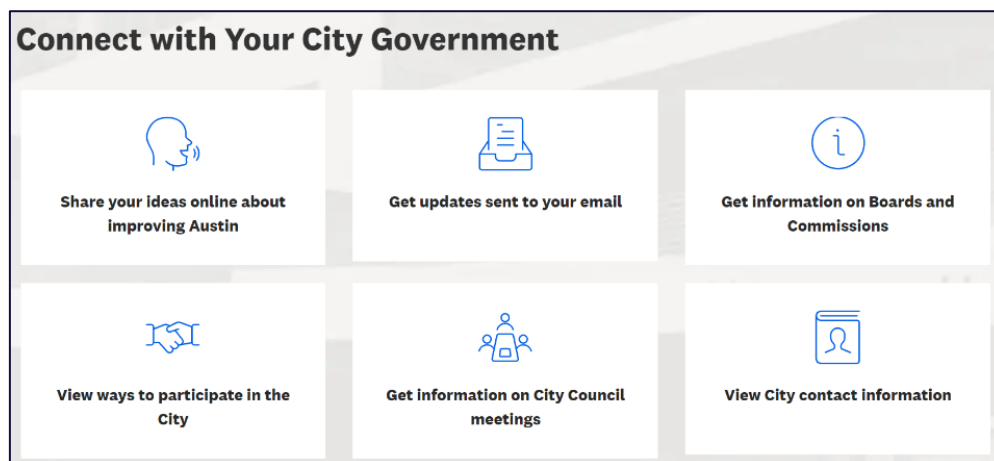 Connect with Your City Government
Share your ideas online about
improving Austin
Get updates sent to your email
Get information on Boards and
Commissions
View ways to participate in the
City
Get information on City Council
meetings
View City contact information